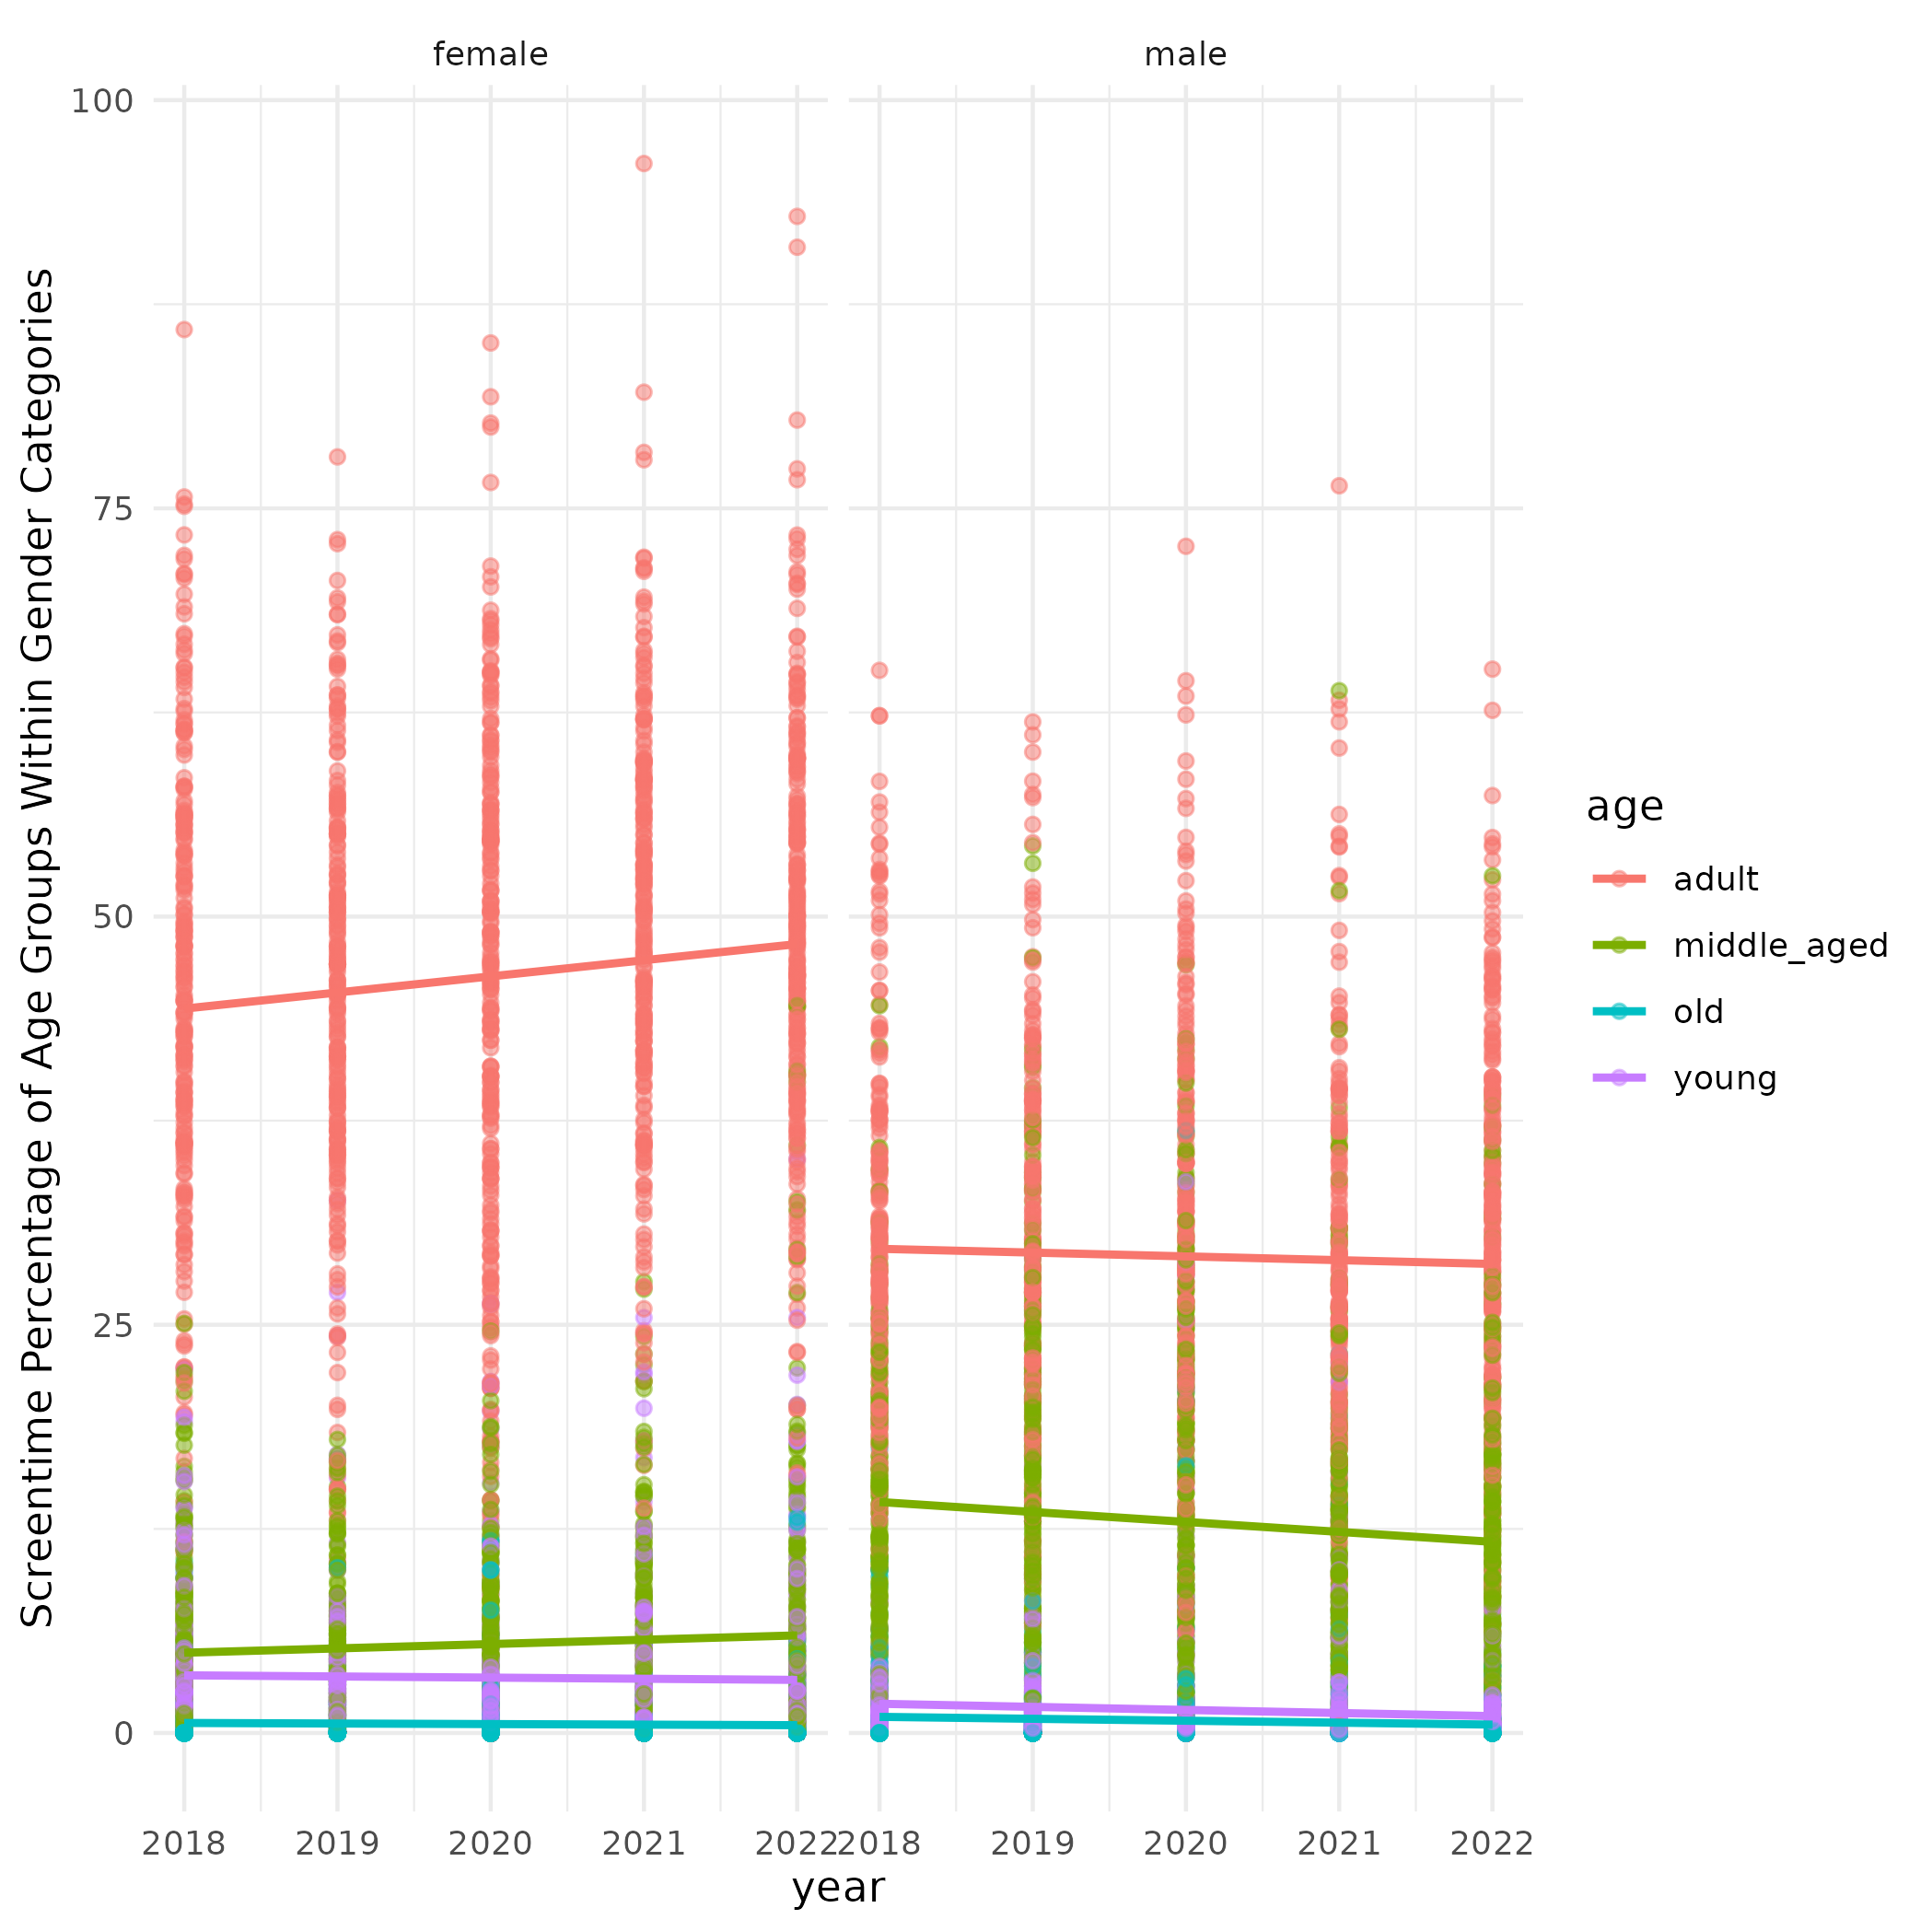 female
male
Screentime Percentage of Age Groups Within Gender Categories
100
75
50
25
0
2018 2019 2020 2021 2022
2018 2019 2020 2021 2022
year
age
adult
middle_aged
old
young